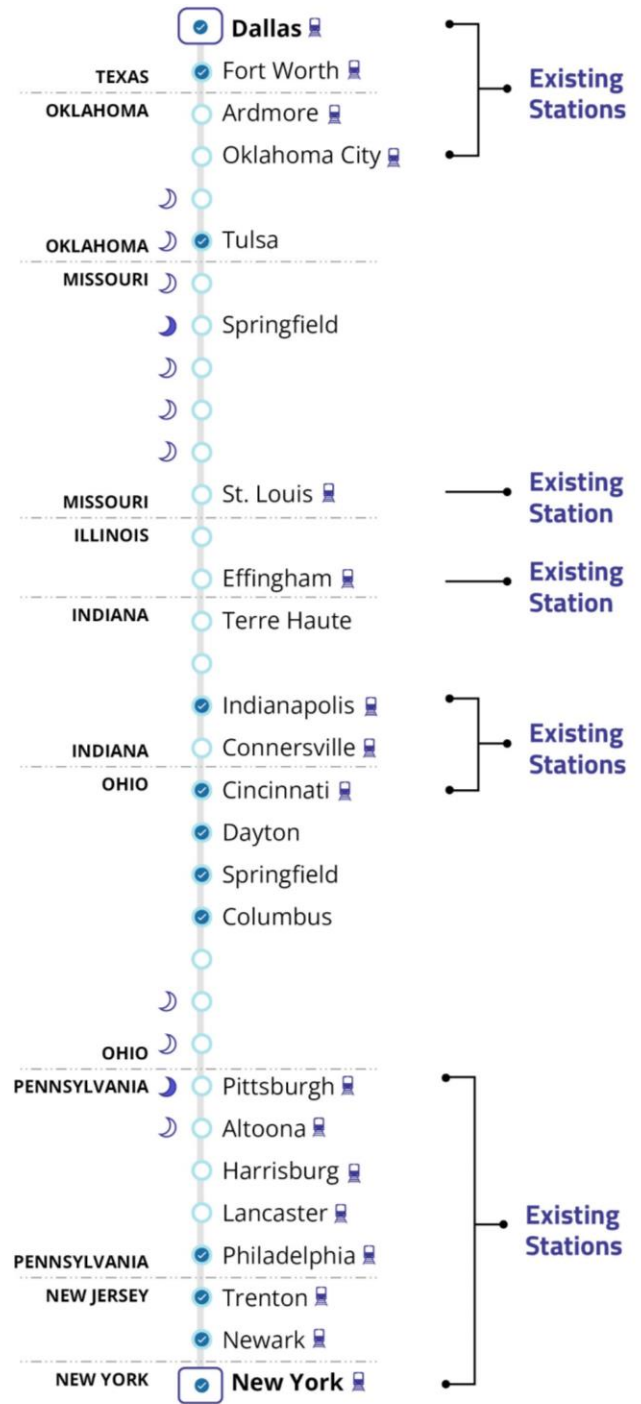 Dallas
Fort Worth
TEXAS
OKLAHOMA
Ardmore
Oklahoma City
Existing
Stations
OKLAHOMA
Tulsa
MISSOURI
Springfield
MISSOURI
St. Louis
Existing
Station
ILLINOIS
Effingham
Existing
Station
INDIANA
Terre Haute
Indianapolis
INDIANA
Connersville
Existing
Stations
OHIO
Cincinnati
Dayton
Springfield
Columbus
OHIO
PENNSYLVANIA
Pittsburgh
Altoona
Harrisburg
Lancaster
Existing
Stations
PENNSYLVANIA
Philadelphia
NEW JERSEY
Trenton
Newark
NEW YORK
New York